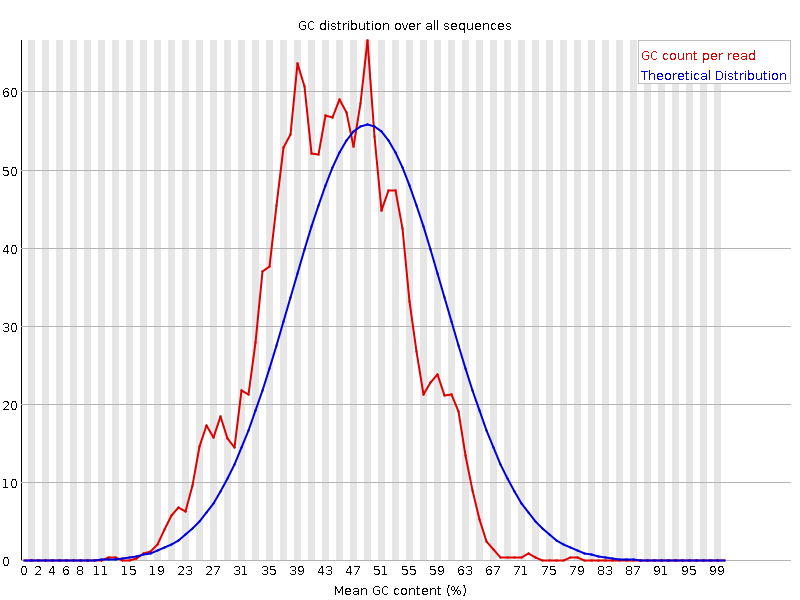 GC distribution over all sequences
GC count per read
Theoretical Distribution
60
50
40
30
20
10
0
0 2 4 6 8 11 15 19 23 27 31 35 39 43 47 51 55 59 63 67 71 75 79 83 87 91 95 99
Mean GC content (%)